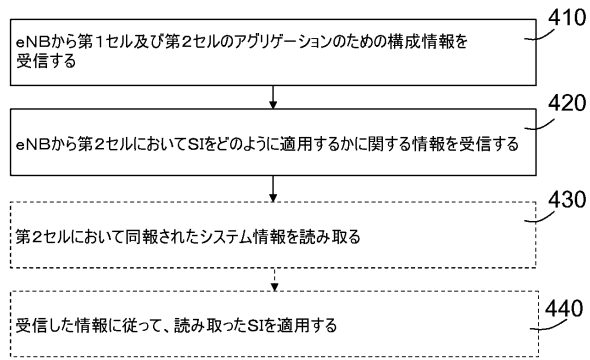 410
eNBから第1セル及び第2セルのアグリゲーションのための構成情報を
受信する
420
eNBから第2セルにおいてSIをどのように適用するかに関する情報を受信する
430
第2セルにおいて同報されたシステム情報を読み取る
440
受信した情報に従って、読み取ったSIを適用する